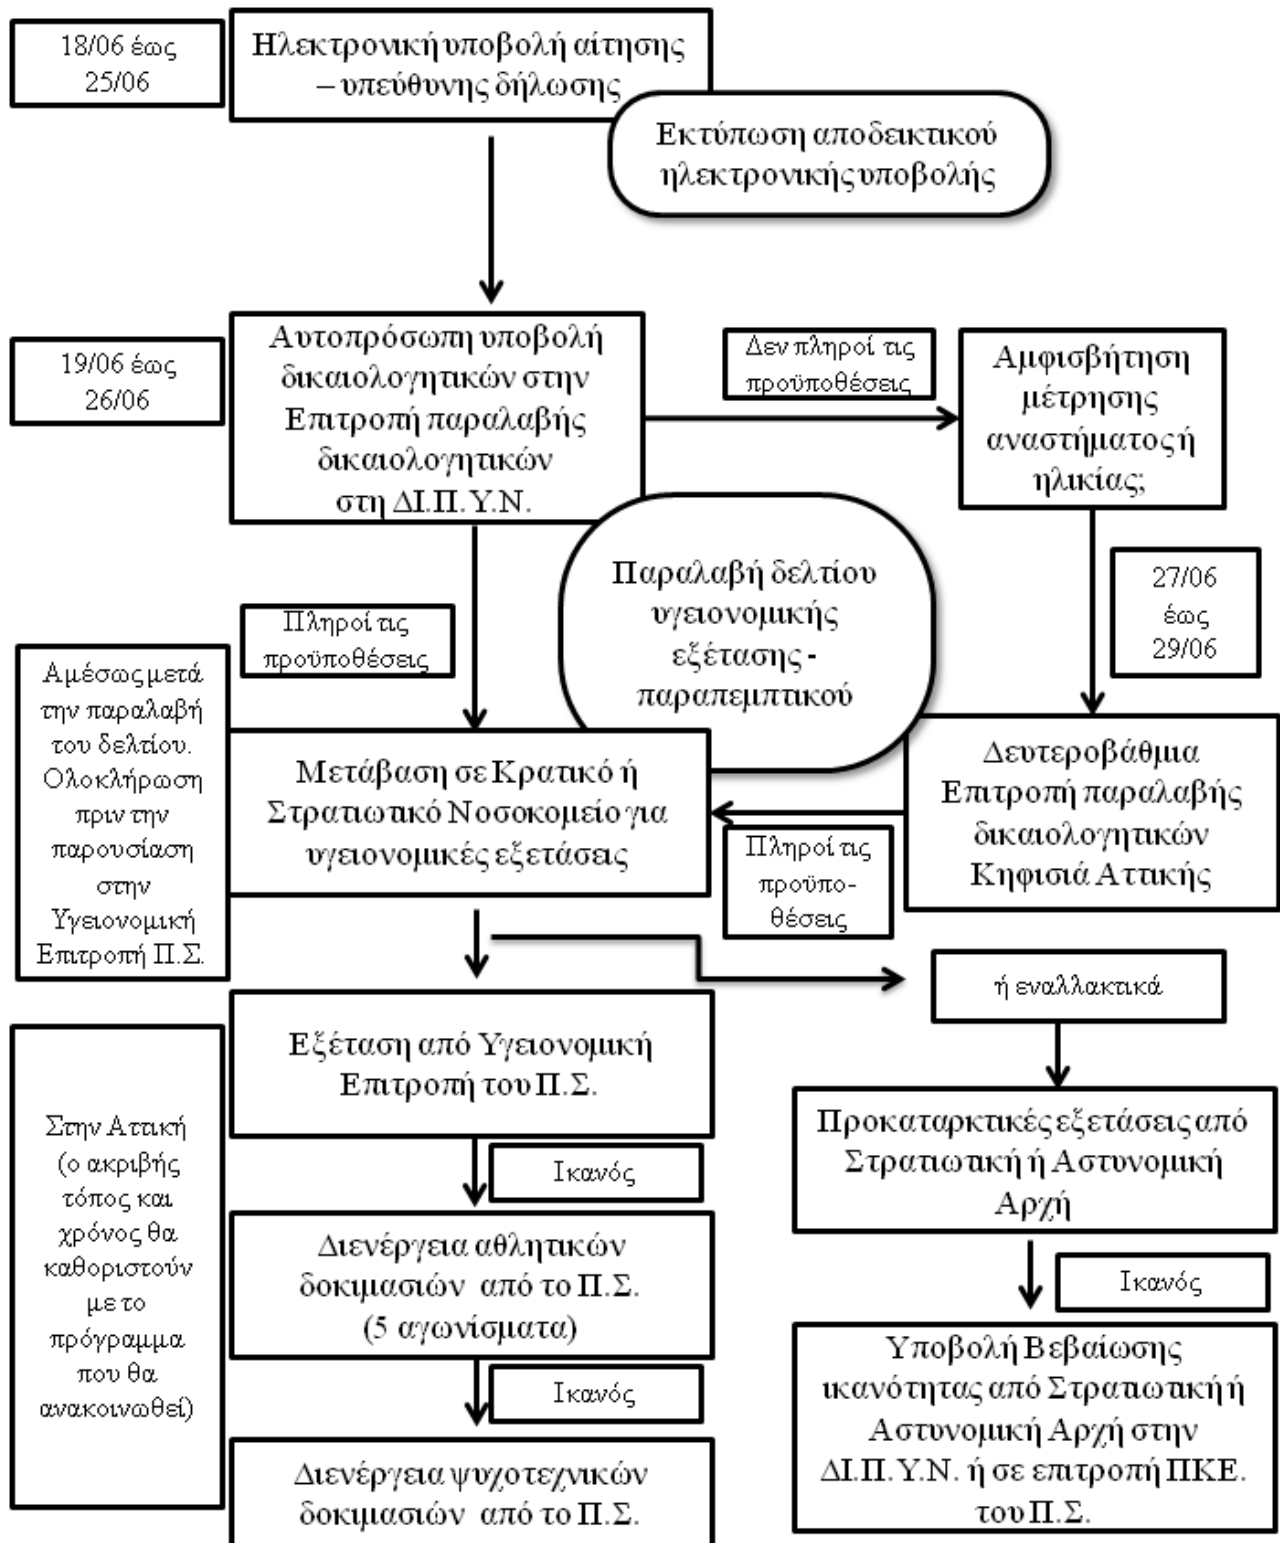 18/06 έως
25/06
Ηλεκτρονική υποβολή αίτησης
– υπεύθυνης δήλωσης
Εκτύπωση αποδεικτικού
ηλεκτρονικής υποβολής
19/06 έως
26/06
Αυτοπρόσωπη υποβολή
δικαιολογητικών στην
Επιτροπή παραλαβής
δικαιολογητικών
στη ΔΙ.Π.Υ.Ν.
Δεν πληροί τις
προϋποθέσεις
Αμφισβήτηση
μέτρησης
αναστήματος ή
ηλικίας;
Παραλαβή δελτίου
υγειονομικής
εξέτασης -
παραπεμπτικού
27/06
έως
29/06
Πληροί τις
προϋποθέσεις
Αμέσως μετά
την παραλαβή
του δελτίου.
Ολοκλήρωση
πριν την
παρουσίαση
στην
Υγειονομική
Επιτροπή Π.Σ.
Μετάβαση σε Κρατικό ή
Στρατιωτικό Νοσοκομείο για
υγειονομικές εξετάσεις
Πληροί τις
προϋπο-
θέσεις
Δευτεροβάθμια
Επιτροπή παραλαβής
δικαιολογητικών
Κηφισιά Αττικής
ή εναλλακτικά
Εξέταση από Υγειονομική
Επιτροπή του Π.Σ.
Στην Αττική
(ο ακριβής
τόπος και
χρόνος θα
καθοριστούν
με το
πρόγραμμα
που θα
ανακοινωθεί)
Ικανός
Προκαταρκτικές εξετάσεις από
Στρατιωτική ή Αστυνομική
Αρχή
Διενέργεια αθλητικών
δοκιμασιών από το Π.Σ.
(5 αγωνίσματα)
Ικανός
Ικανός
Υποβολή Βεβαίωσης
ικανότητας από Στρατιωτική ή
Αστυνομική Αρχή στην
ΔΙ.Π.Υ.Ν. ή σε επιτροπή ΠΚΕ.
του Π.Σ.
Διενέργεια ψυχοτεχνικών
δοκιμασιών από το Π.Σ.